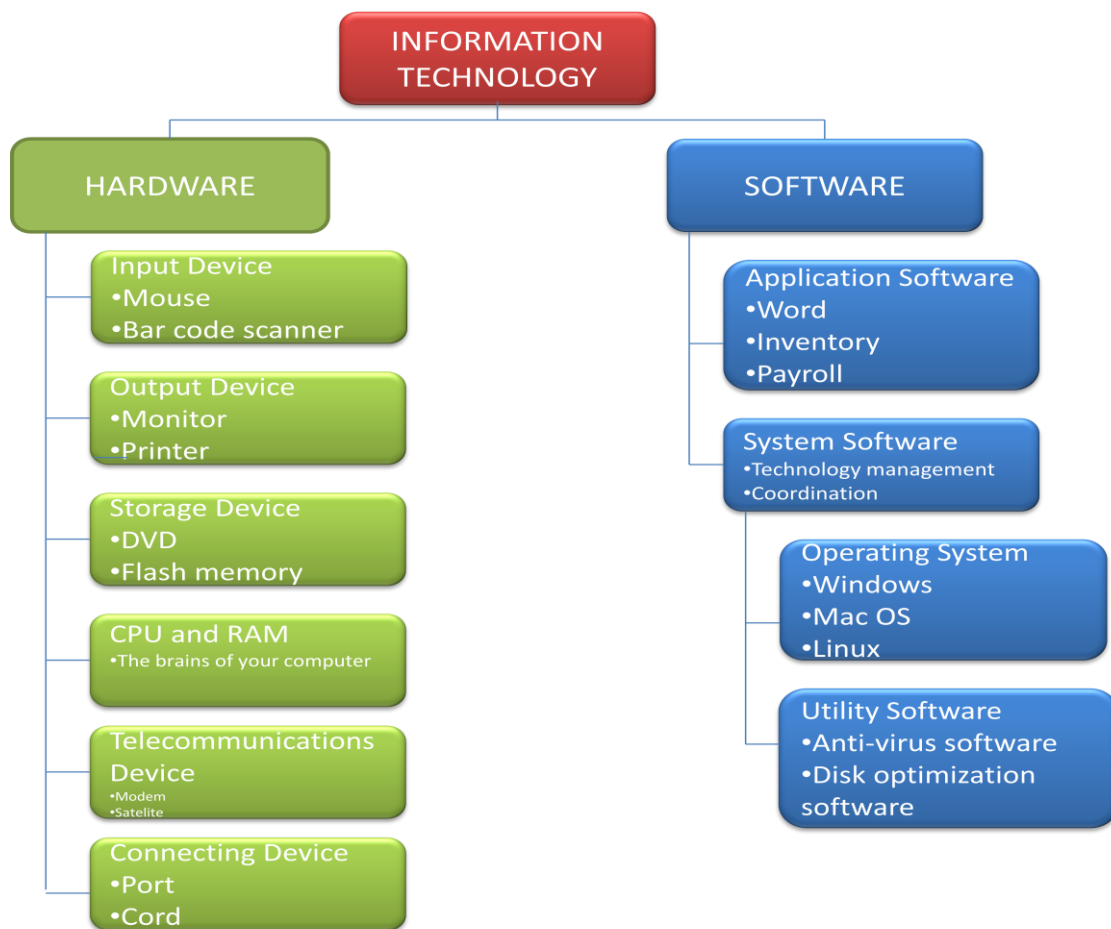 INFORMATION
TECHNOLOGY
HARDWARE
Input Device
•Mouse
•Bar code scanner
Output Device
•Monitor
•Printer
Storage Device
•DVD
•Flash memory
CPU and RAM
•The brains of your computer
Telecommunications
Device
•Modem
•Satelite
Connecting Device
•Port
•Cord
SOFTWARE
Application Software
•Word
•Inventory
•Payroll
System Software
•Technology management
•Coordination
Operating System
•Windows
•Mac OS
•Linux
Utility Software
•Anti-virus software
•Disk optimization
software